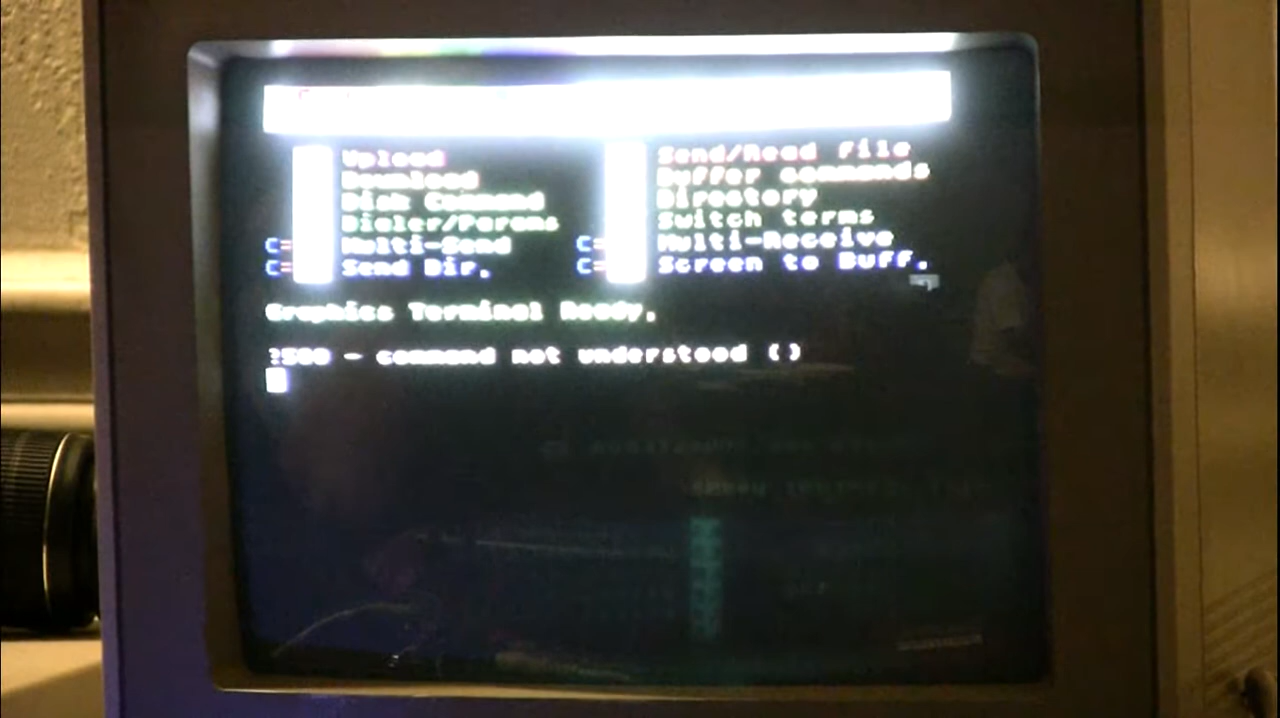 Upload Send/Read file
Download Buffer commands
Disk Command Directory
Dialer/Params Switch terms
C= Multi-Send C= Multi-Receive
C= Send Dir. C= Screen to Buff.
Graphics Terminal Ready.
?500 - command not understood ()